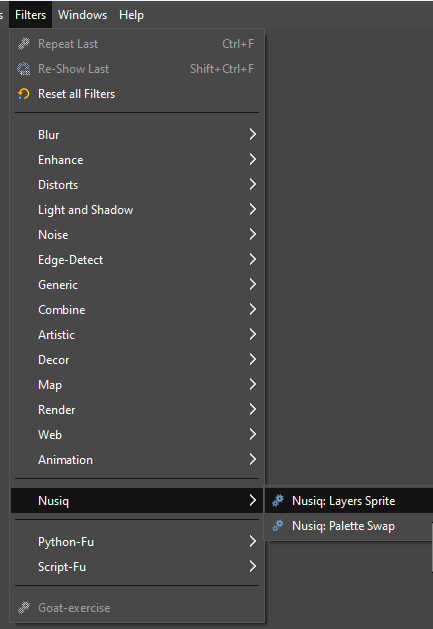 s Filters Windows Help
Repeat Last Ctrl+F
Re-Show Last Shift+Ctrl+F
Reset all Filters
Blur
Enhance
Distorts
Light and Shadow
Noise
Edge-Detect
Generic
Combine
Artistic
Decor
Map
Render
Web
Animation
Nusiq Nusiq: Layers Sprite
Nusiq: Palette Swap
Python-Fu
Script-Fu
Goat-exercise